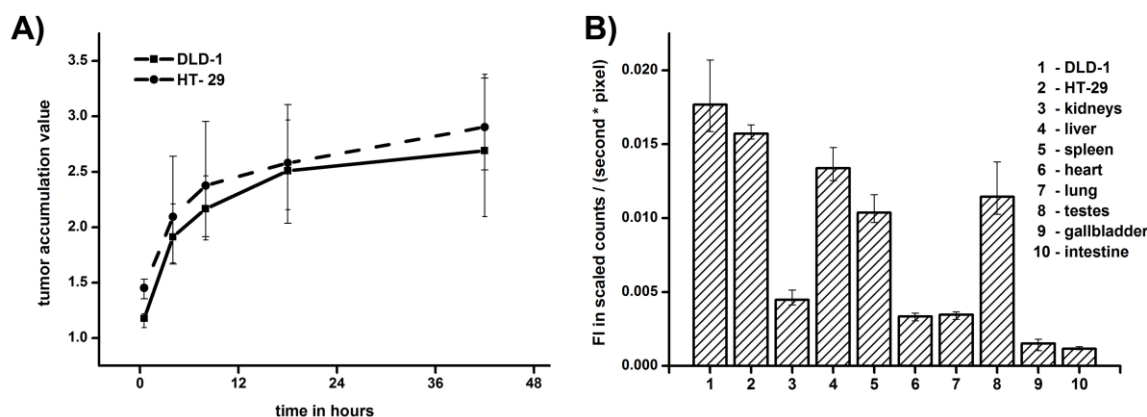 A)
DLD-1
HT- 29
3.5
3.0
2.5
2.0
1.5
1.0
tumor accumulation value
0 12 24 36 48
time in hours
B)
0.020
0.015
0.010
0.005
0.000
FI in scaled counts / (second * pixel)
1 2 3 4 5 6 7 8 9 10
1 - DLD-1
2 - HT-29
3 - kidneys
4 - liver
5 - spleen
6 - heart
7 - lung
8 - testes
9 - gallbladder
10 - intestine